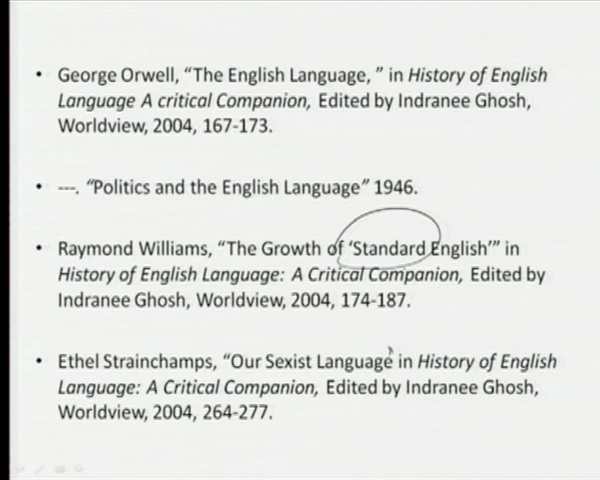 • George Orwell, “The English Language, ” in History of English
Language A critical Companion, Edited by Indranee Ghosh,
Worldview, 2004, 167-173.
• ---. “Politics and the English Language” 1946.
• Raymond Williams, “The Growth of ‘Standard English’” in
History of English Language: A Critical Companion, Edited by
Indranee Ghosh, Worldview, 2004, 174-187.
• Ethel Strainchamps, “Our Sexist Language in History of English
Language: A Critical Companion, Edited by Indranee Ghosh,
Worldview, 2004, 264-277.